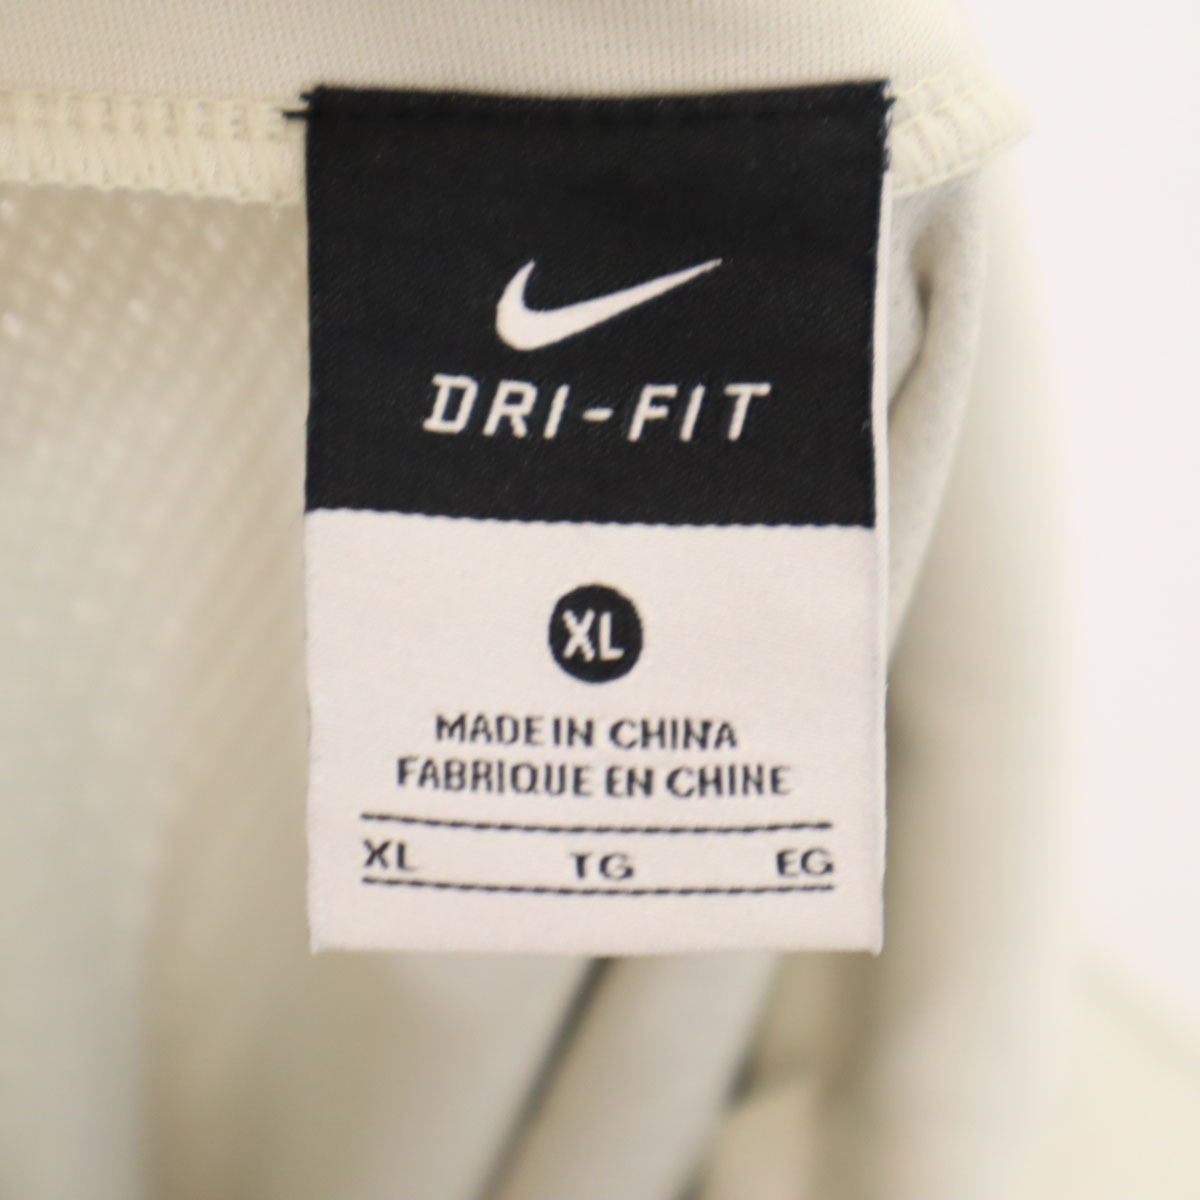 DRI-FIT
XL
MADE IN CHINA
FABRIQUE EN CHINE
XL TG EG